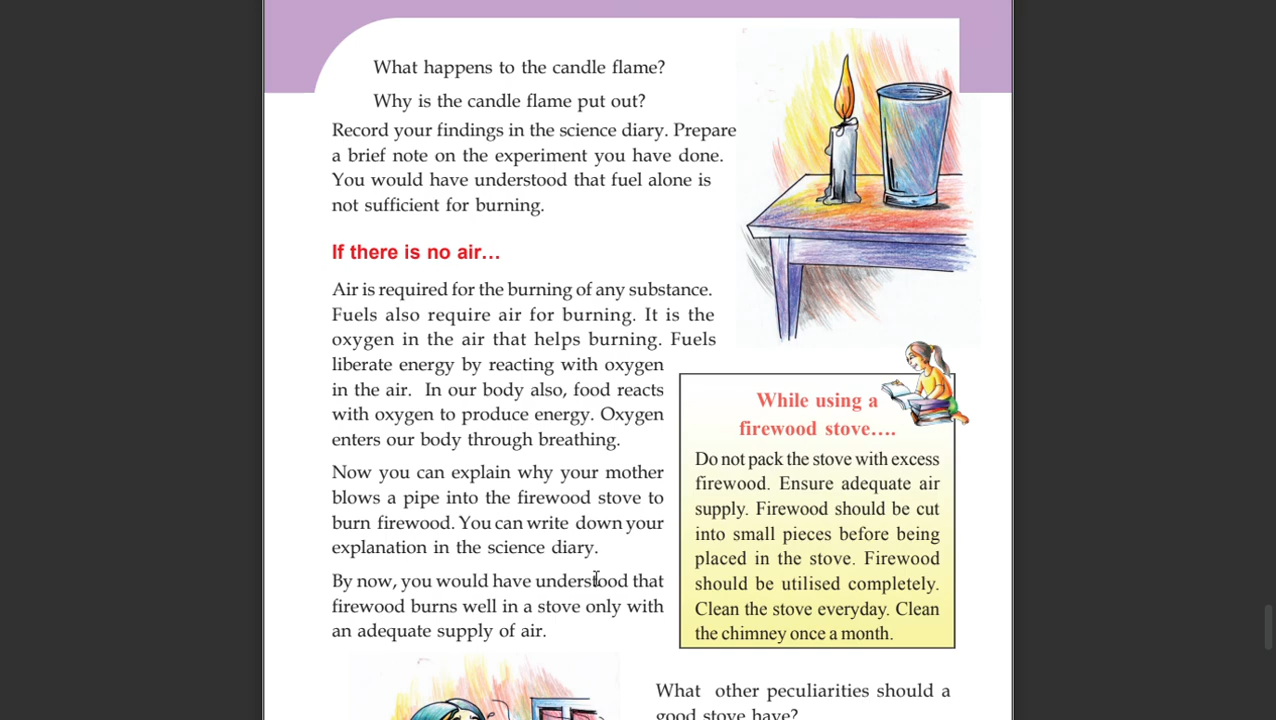 What happens to the candle flame?
Why is the candle flame put out?
Record your findings in the science diary. Prepare
a brief note on the experiment you have done.
You would have understood that fuel alone is
not sufficient for burning.
If there is no air…
Air is required for the burning of any substance.
Fuels also require air for burning. It is the
oxygen in the air that helps burning. Fuels
liberate energy by reacting with oxygen
in the air. In our body also, food reacts
with oxygen to produce energy. Oxygen
enters our body through breathing.
Now you can explain why your mother
blows a pipe into the firewood stove to
burn firewood. You can write down your
explanation in the science diary.
By now, you would have understood that
firewood burns well in a stove only with
an adequate supply of air.
While using a
firewood stove….
Do not pack the stove with excess
firewood. Ensure adequate air
supply. Firewood should be cut
into small pieces before being
placed in the stove. Firewood
should be utilised completely.
Clean the stove everyday. Clean
the chimney once a month.
What other peculiarities should a
good stove have?